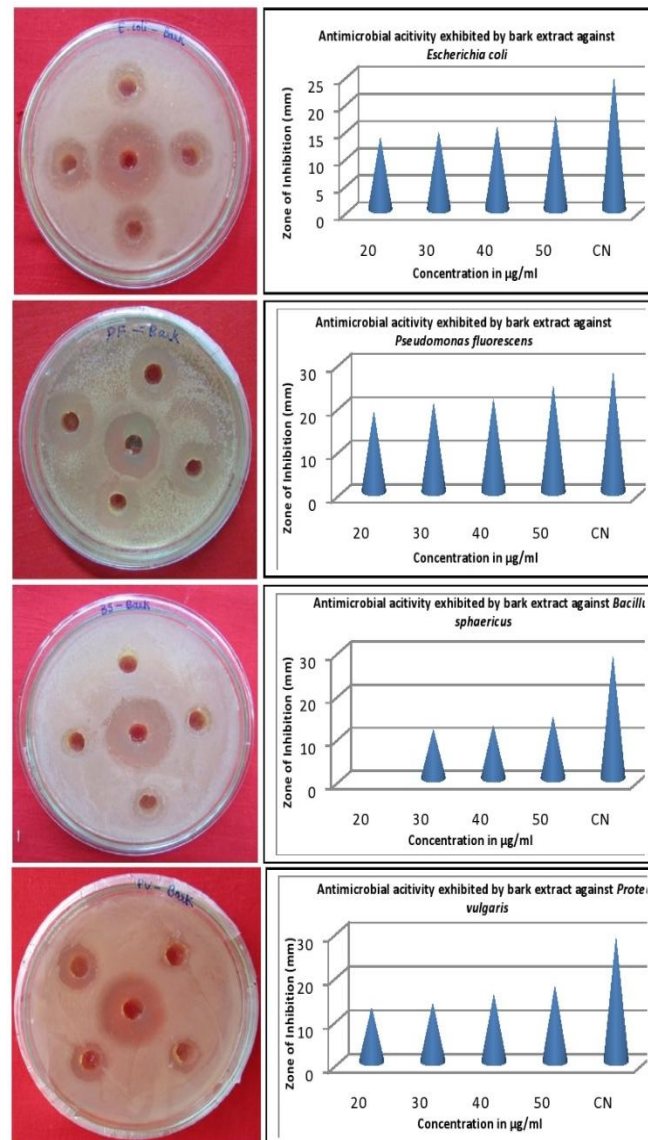 E.coli - Bark
Antimicrobial acitivity exhibited by bark extract against
Escherichia coli
Zone of Inhibition (mm)
25
20
15
10
5
0
20 30 40 50 CN
Concentration in µg/ml
PF - Bark
Antimicrobial acitivity exhibited by bark extract against
Pseudomonas fluorescens
Zone of Inhibition (mm)
30
20
10
0
20 30 40 50 CN
Concentration in µg/ml
BS - Bark
Antimicrobial acitivity exhibited by bark extract against Bacillu
sphaericus
Zone of Inhibition (mm)
30
20
10
0
20 30 40 50 CN
Concentration in µg/ml
PV - Bark
Antimicrobial acitivity exhibited by bark extract against Prote
vulgaris
Zone of Inhibition (mm)
30
20
10
0
20 30 40 50 CN
Concentration in µg/ml